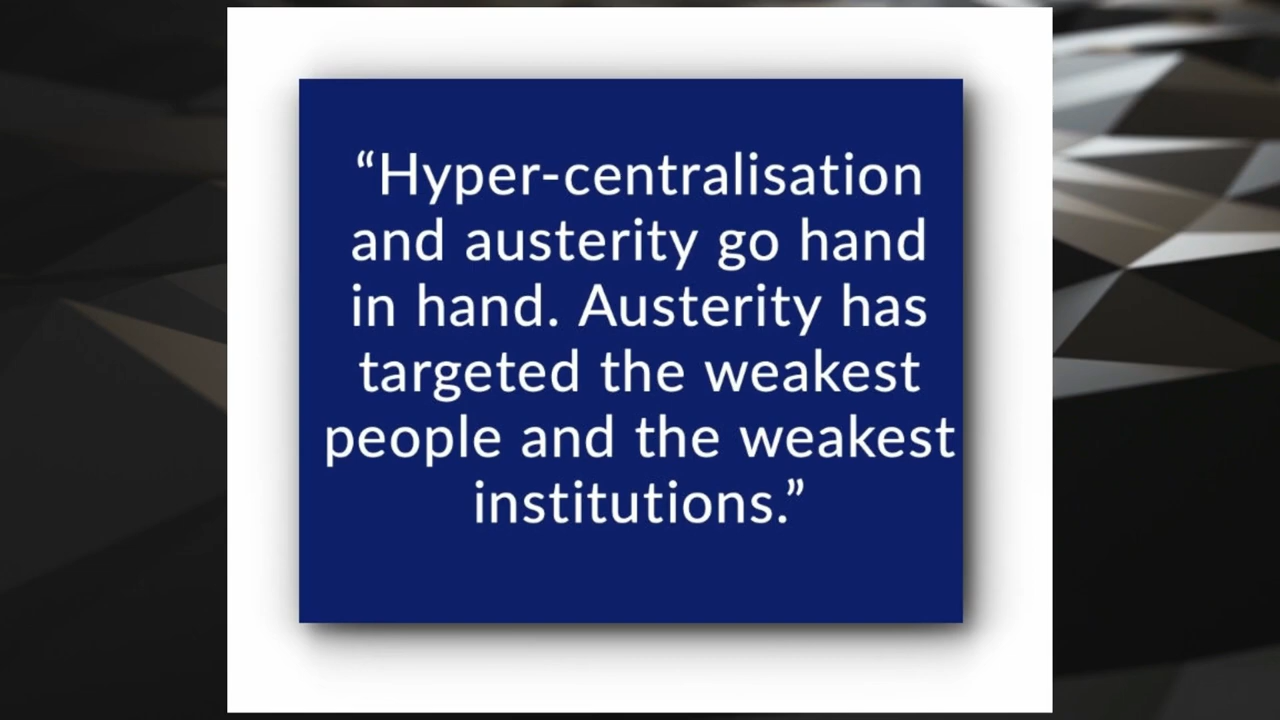 “Hyper-centralisation
and austerity go hand
in hand. Austerity has
targeted the weakest
people and the weakest
institutions.”